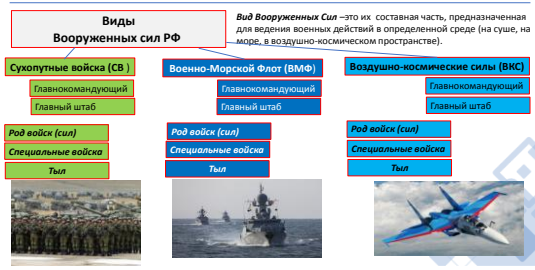 Виды
Вооруженных сил РФ
Вид Вооруженных Сил –это их составная часть, предназначенная
для ведения военных действий в определенной среде (на суше, на
море, в воздушно-космическом пространстве).
Сухопутные войска (СВ )
Главнокомандующий
Главный штаб
Род войск (сил)
Специальные войска
Тыл
Военно-Морской Флот (ВМФ)
Главнокомандующий
Главный штаб
Род войск (сил)
Специальные войска
Тыл
Воздушно-космические силы (ВКС)
Главнокомандующий
Главный штаб
Род войск (сил)
Специальные войска
Тыл